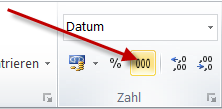 Datum
trieren
% 000 ,0 ,00
,00 ,0
Zahl